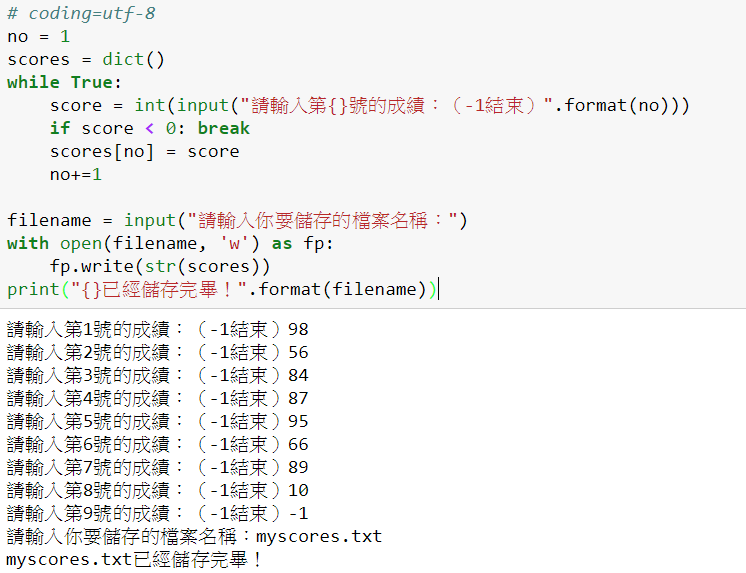 # coding=utf-8
no = 1
scores = dict()
while True:
    score = int(input("請輸入第{}號的成績：（-1結束）".format(no)))
    if score < 0: break
    scores[no] = score
    no+=1
filename = input("請輸入你要儲存的檔案名稱：")
with open(filename, 'w') as fp:
    fp.write(str(scores))
print("{}已經儲存完畢！".format(filename))
請輸入第1號的成績：（-1結束）98
請輸入第2號的成績：（-1結束）56
請輸入第3號的成績：（-1結束）84
請輸入第4號的成績：（-1結束）87
請輸入第5號的成績：（-1結束）95
請輸入第6號的成績：（-1結束）66
請輸入第7號的成績：（-1結束）89
請輸入第8號的成績：（-1結束）10
請輸入第9號的成績：（-1結束）-1
請輸入你要儲存的檔案名稱：myscores.txt
myscores.txt已經儲存完畢！